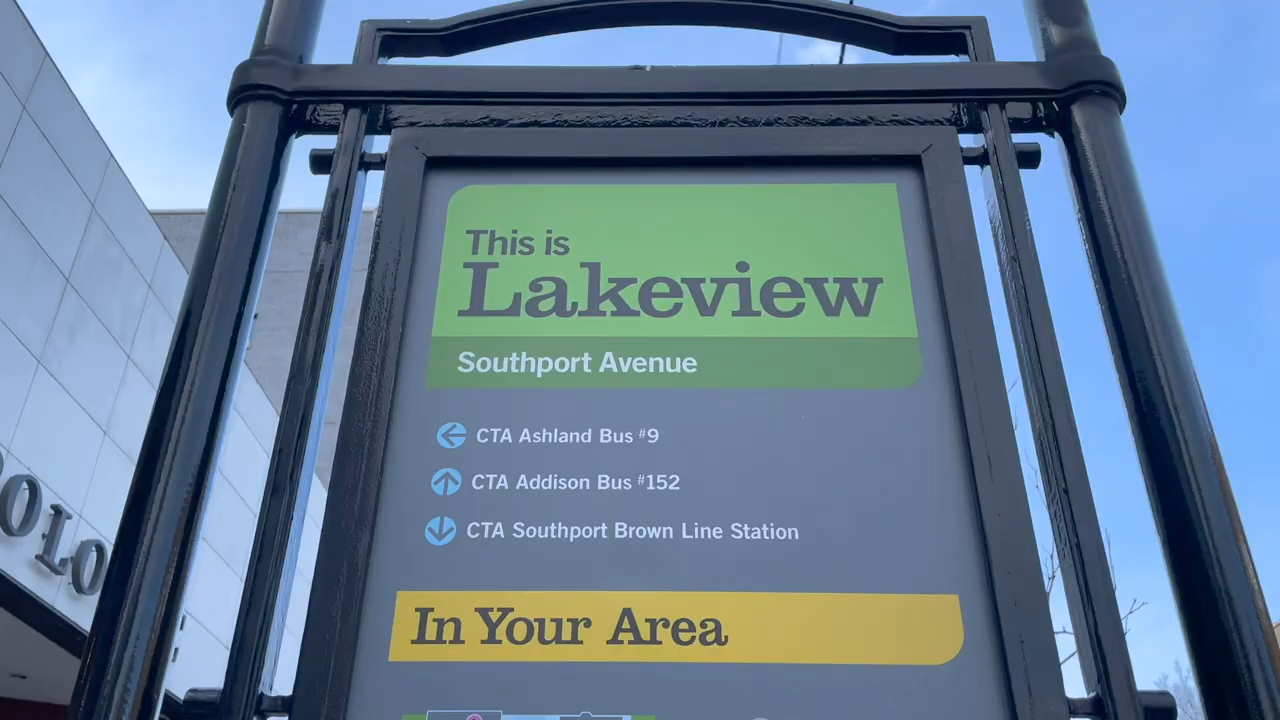 This is
Lakeview
Southport Avenue
CTA Ashland Bus #9
CTA Addison Bus #152
CTA Southport Brown Line Station
In Your Area
OLO